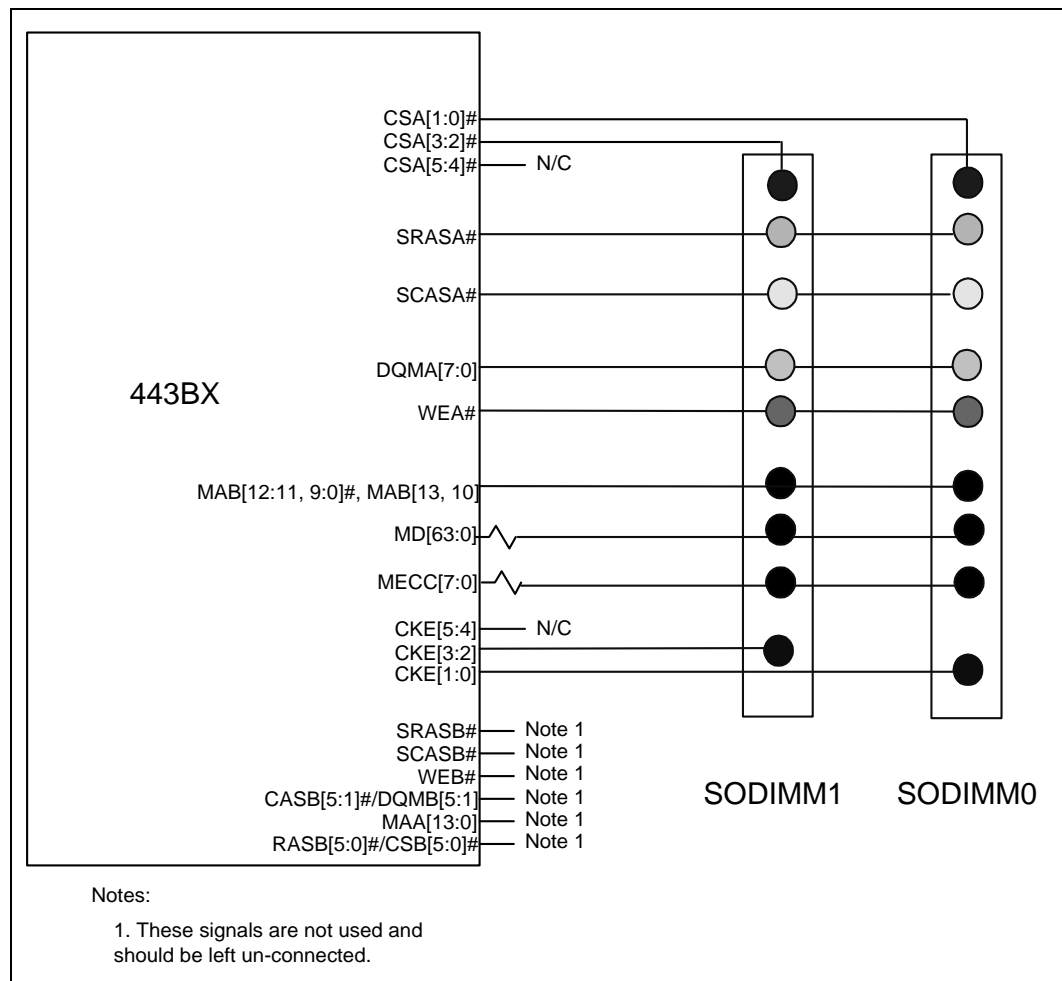 CSA[1:0]#
CSA[3:2]#
CSA[5:4]# N/C
SRASA#
SCASA#
DQMA[7:0]
443BX
WEA#
MAB[12:11, 9:0]#, MAB[13, 10]
MD[63:0]
MECC[7:0]
CKE[5:4] N/C
CKE[3:2]
CKE[1:0]
SRASB# Note 1
SCASB# Note 1
WEB# Note 1
CASB[5:1]#/DQMB[5:1] Note 1
MAA[13:0] Note 1
RASB[5:0]#/CSB[5:0]# Note 1
SODIMM1 SODIMM0
Notes:
1. These signals are not used and
should be left un-connected.